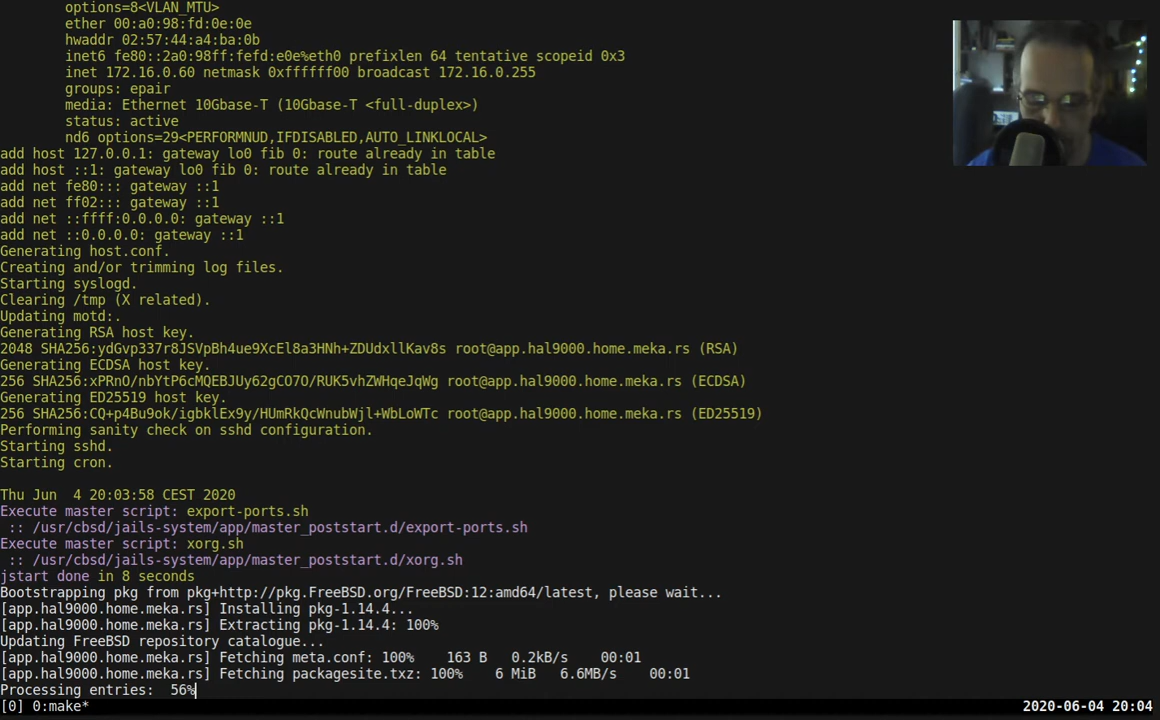 options=8<VLAN_MTU>
ether 00:a0:98:fd:0e:0e
hwaddr 02:57:44:a4:ba:0b
inet6 fe80::2a0:98ff:fefd:e0e%eth0 prefixlen 64 tentative scopeid 0x3
inet 172.16.0.60 netmask 0xffffff00 broadcast 172.16.0.255
groups: epair
media: Ethernet 10Gbase-T (10Gbase-T <full-duplex>)
status: active
nd6 options=29<PERFORMNUD,IFDISABLED,AUTO_LINKLOCAL>
add host 127.0.0.1: gateway lo0 fib 0: route already in table
add host ::1: gateway lo0 fib 0: route already in table
add net fe80::: gateway ::1
add net ff02::: gateway ::1
add net ::ffff:0.0.0.0: gateway ::1
add net ::0.0.0.0: gateway ::1
Generating host.conf.
Creating and/or trimming log files.
Starting syslogd.
Clearing /tmp (X related).
Updating motd:.
Generating RSA host key.
2048 SHA256:ydGvp337r8JSVpBh4ue9XcEl8a3HNh+ZDUdxllKav8s root@app.hal9000.home.meka.rs (RSA)
Generating ECDSA host key.
256 SHA256:xPRnO/nbYtP6cMQEBJUy62gCO7O/RUK5vhZWHqeJqWg root@app.hal9000.home.meka.rs (ECDSA)
Generating ED25519 host key.
256 SHA256:CQ+p4Bu9ok/igbklEx9y/HUmRkQcWnubWjl+WbLoWTc root@app.hal9000.home.meka.rs (ED25519)
Performing sanity check on sshd configuration.
Starting sshd.
Starting cron.
Thu Jun  4 20:03:58 CEST 2020
Execute master script: export-ports.sh
:: /usr/cbsd/jails-system/app/master_poststart.d/export-ports.sh
Execute master script: xorg.sh
:: /usr/cbsd/jails-system/app/master_poststart.d/xorg.sh
jstart done in 8 seconds
Bootstrapping pkg from pkg+http://pkg.FreeBSD.org/FreeBSD:12:amd64/latest, please wait...
[app.hal9000.home.meka.rs] Installing pkg-1.14.4...
[app.hal9000.home.meka.rs] Extracting pkg-1.14.4: 100%
Updating FreeBSD repository catalogue...
[app.hal9000.home.meka.rs] Fetching meta.conf: 100%    163 B   0.2kB/s    00:01
[app.hal9000.home.meka.rs] Fetching packagesite.txz: 100%    6 MiB   6.6MB/s    00:01
Processing entries:  56%
[0] 0:make* 2020-06-04 20:04